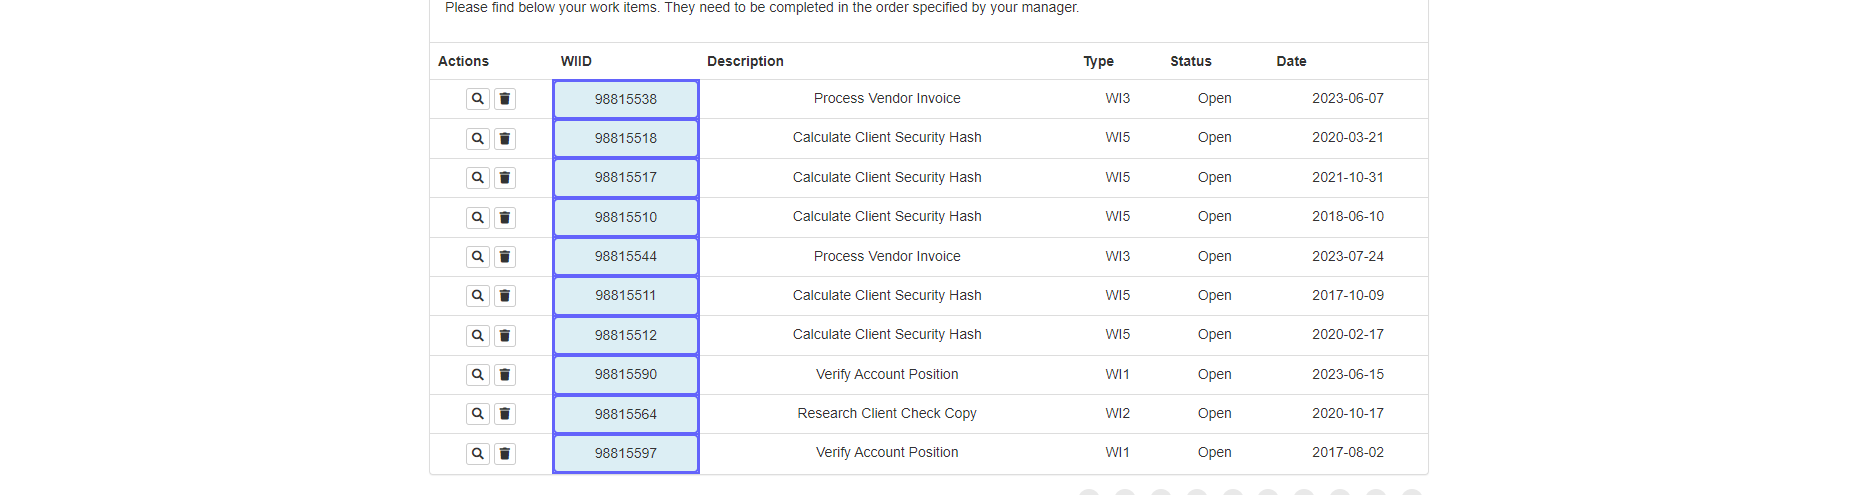 Please find below your work items. They need to be completed in the order specified by your manager.
Actions WIID Description Type Status Date
98815538 Process Vendor Invoice WI3 Open 2023-06-07
98815518 Calculate Client Security Hash WI5 Open 2020-03-21
98815517 Calculate Client Security Hash WI5 Open 2021-10-31
98815510 Calculate Client Security Hash WI5 Open 2018-06-10
98815544 Process Vendor Invoice WI3 Open 2023-07-24
98815511 Calculate Client Security Hash WI5 Open 2017-10-09
98815512 Calculate Client Security Hash WI5 Open 2020-02-17
98815590 Verify Account Position WI1 Open 2023-06-15
98815564 Research Client Check Copy WI2 Open 2020-10-17
98815597 Verify Account Position WI1 Open 2017-08-02